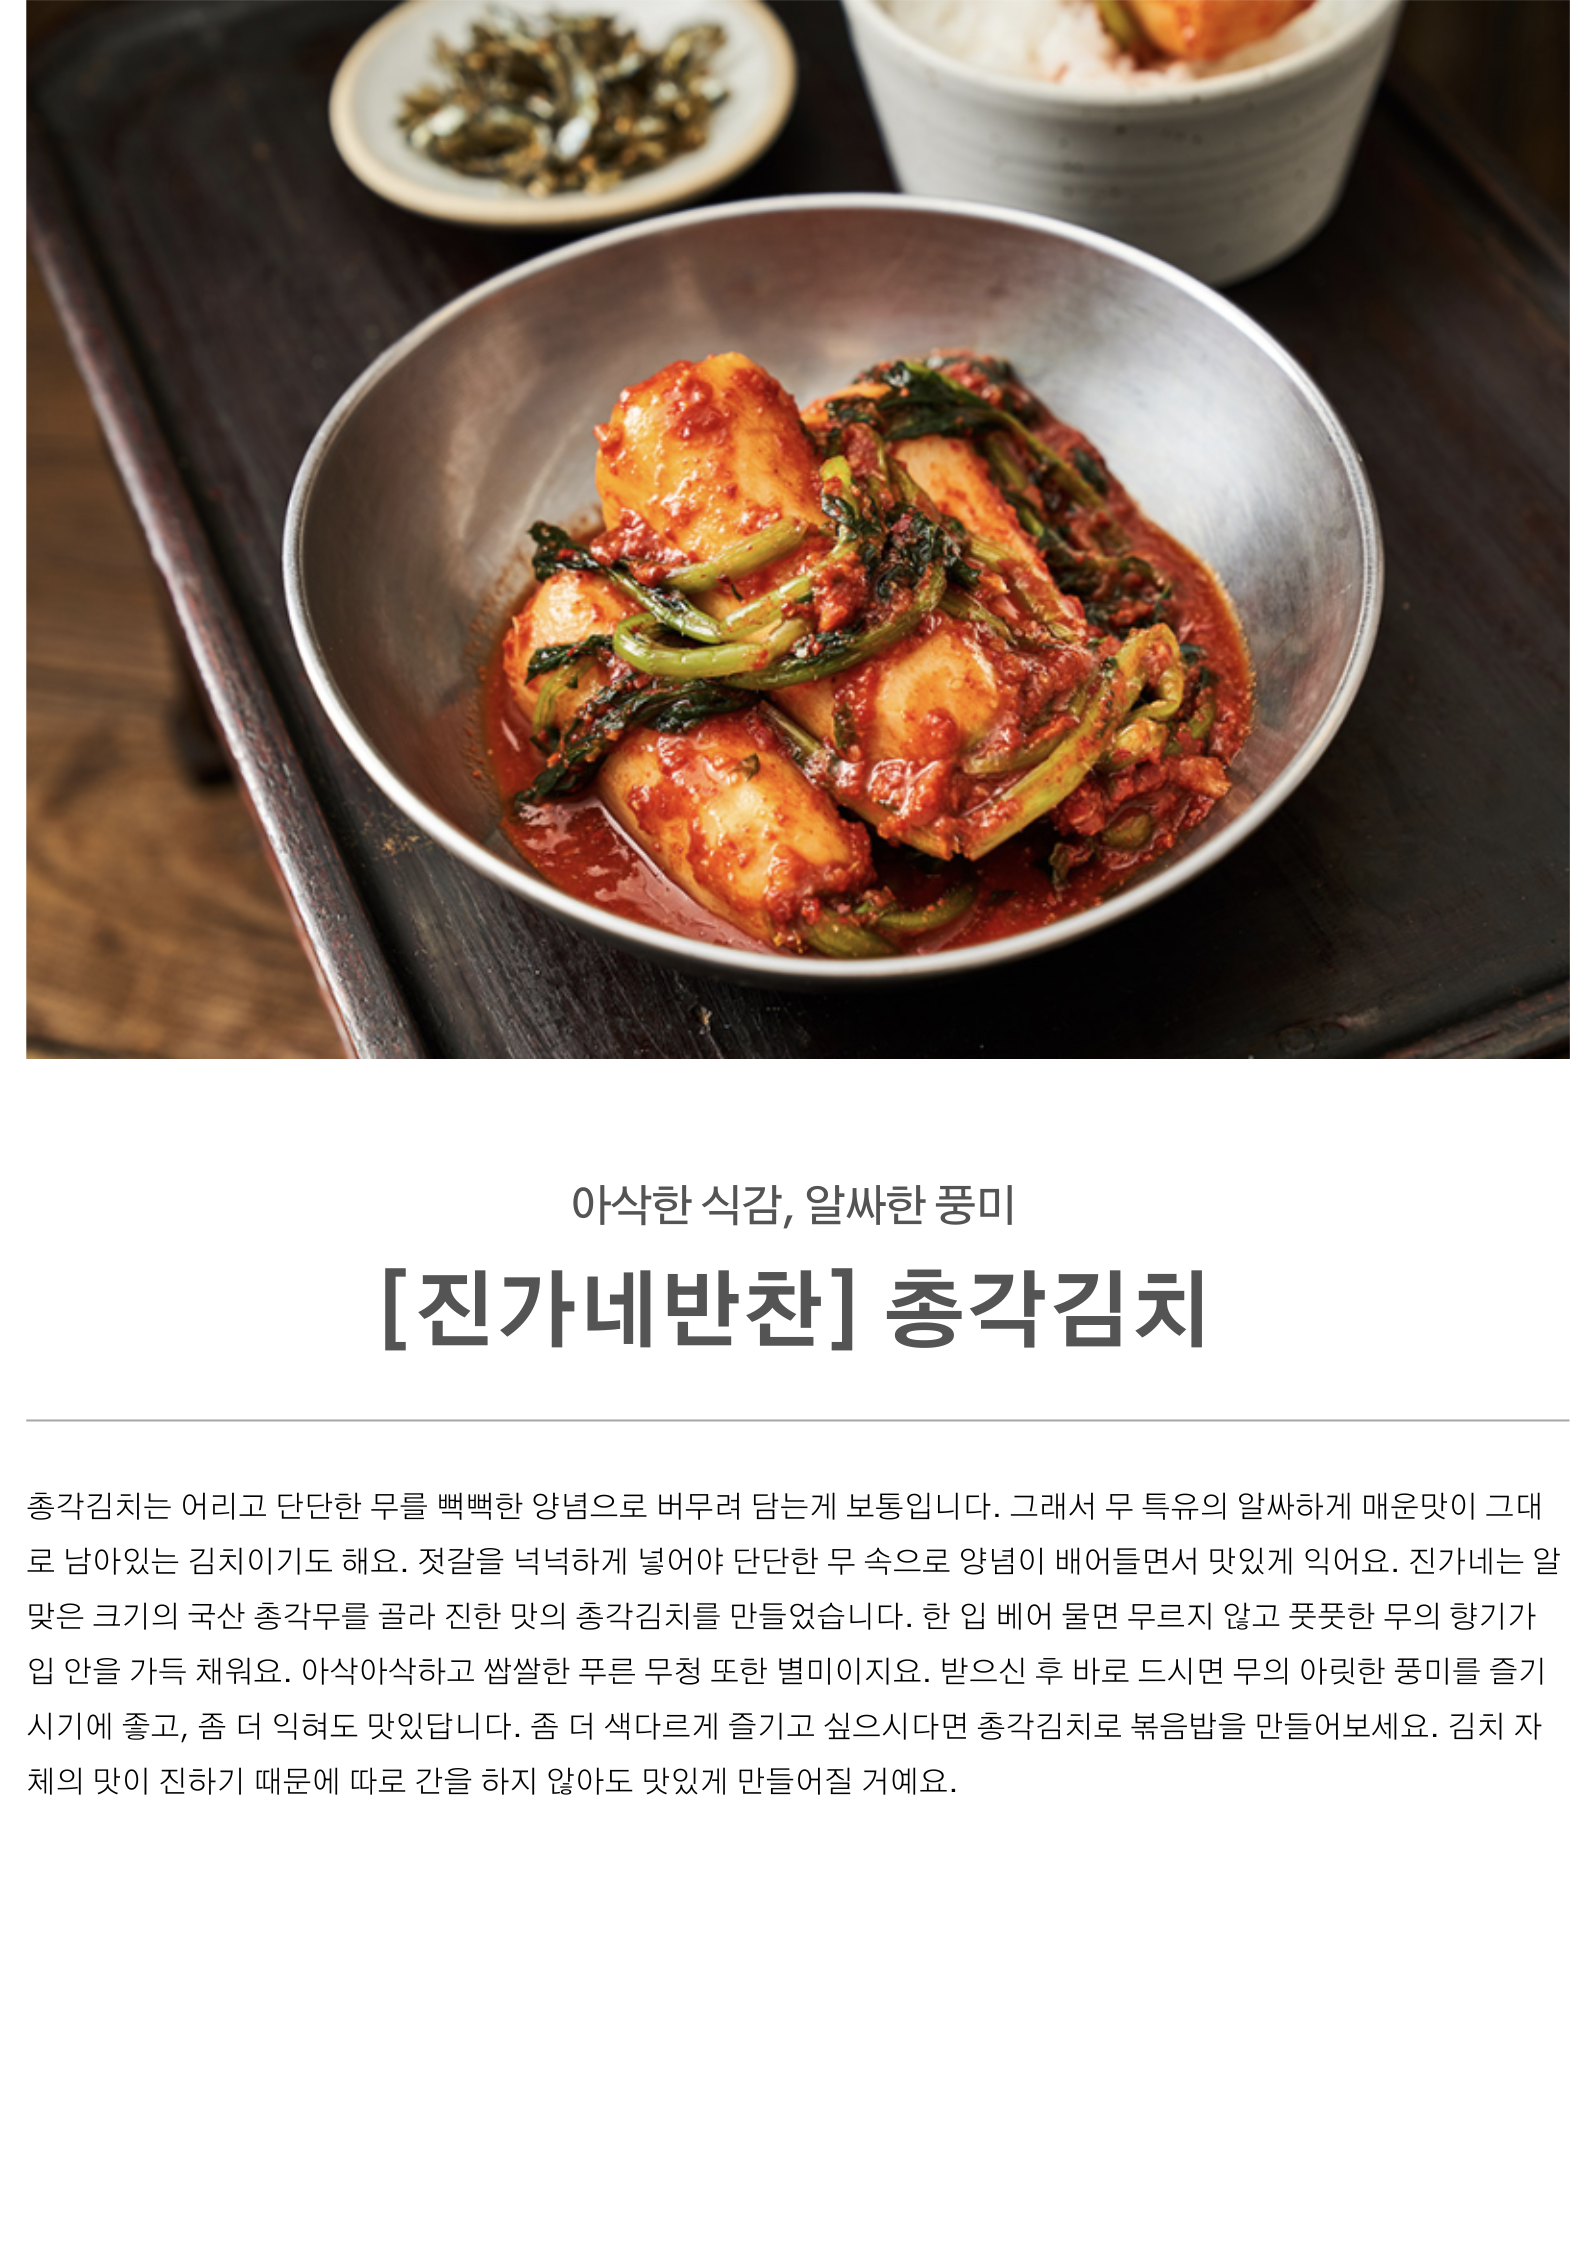 아삭한 식감, 알싸한 풍미
[진가네반찬] 총각김치
총각김치는 어리고 단단한 무를 뻑뻑한 양념으로 버무려 담는게 보통입니다. 그래서 무 특유의 알싸하게 매운맛이 그대
로 남아있는 김치이기도 해요. 젓갈을 넉넉하게 넣어야 단단한 무 속으로 양념이 배어들면서 맛있게 익어요. 진가네는 알
맞은 크기의 국산 총각무를 골라 진한 맛의 총각김치를 만들었습니다. 한 입 베어 물면 무르지 않고 풋풋한 무의 향기가
입 안을 가득 채워요. 아삭아삭하고 쌉쌀한 푸른 무청 또한 별미이지요. 받으신 후 바로 드시면 무의 아릿한 풍미를 즐기
시기에 좋고, 좀 더 익혀도 맛있답니다. 좀 더 색다르게 즐기고 싶으시다면 총각김치로 볶음밥을 만들어보세요. 김치 자
체의 맛이 진하기 때문에 따로 간을 하지 않아도 맛있게 만들어질 거예요.